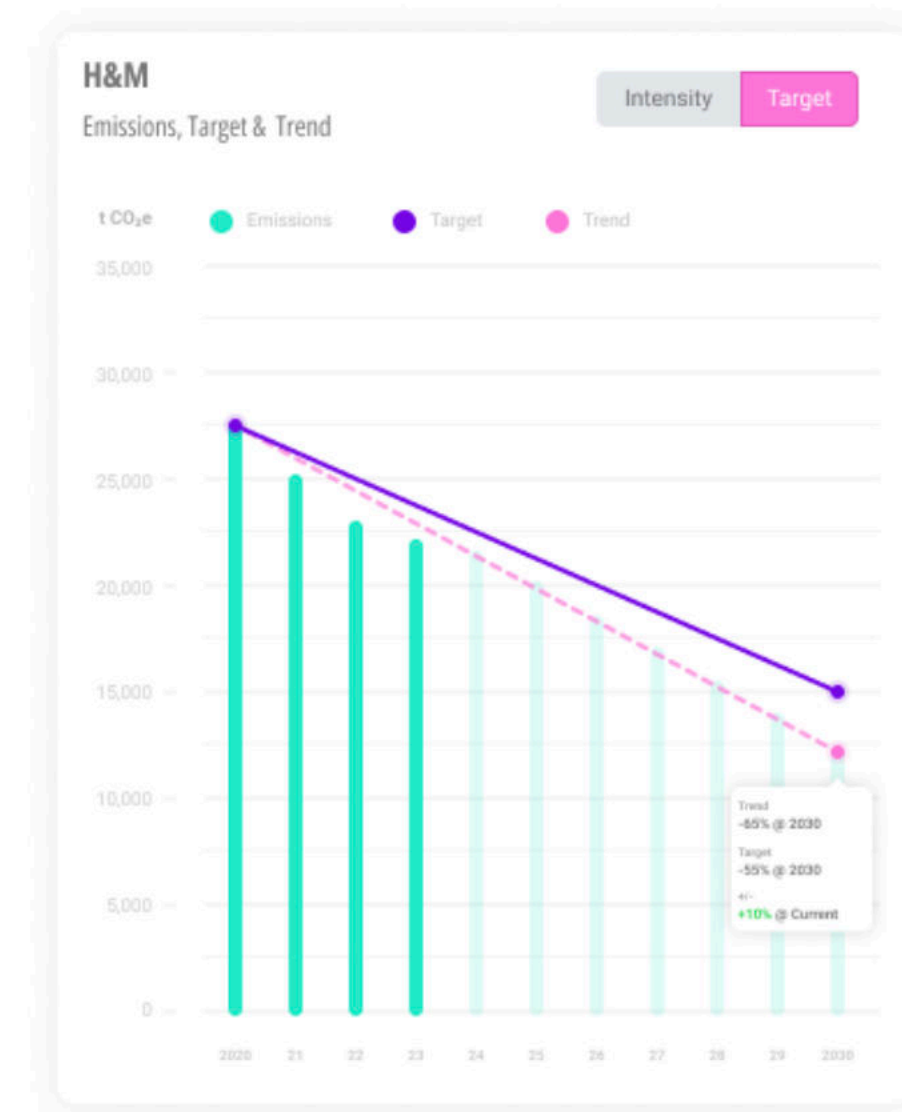 H&M
Intensity Target
Emissions, Target & Trend
t CO₂e Emissions Target Trend
35,000
30,000
25,000
20,000
15,000
10,000
5,000
0
Trend
-65% @ 2030
Target
-55% @ 2030
+/-
+10% @ Current
2020 21 22 23 24 25 26 27 28 29 2030